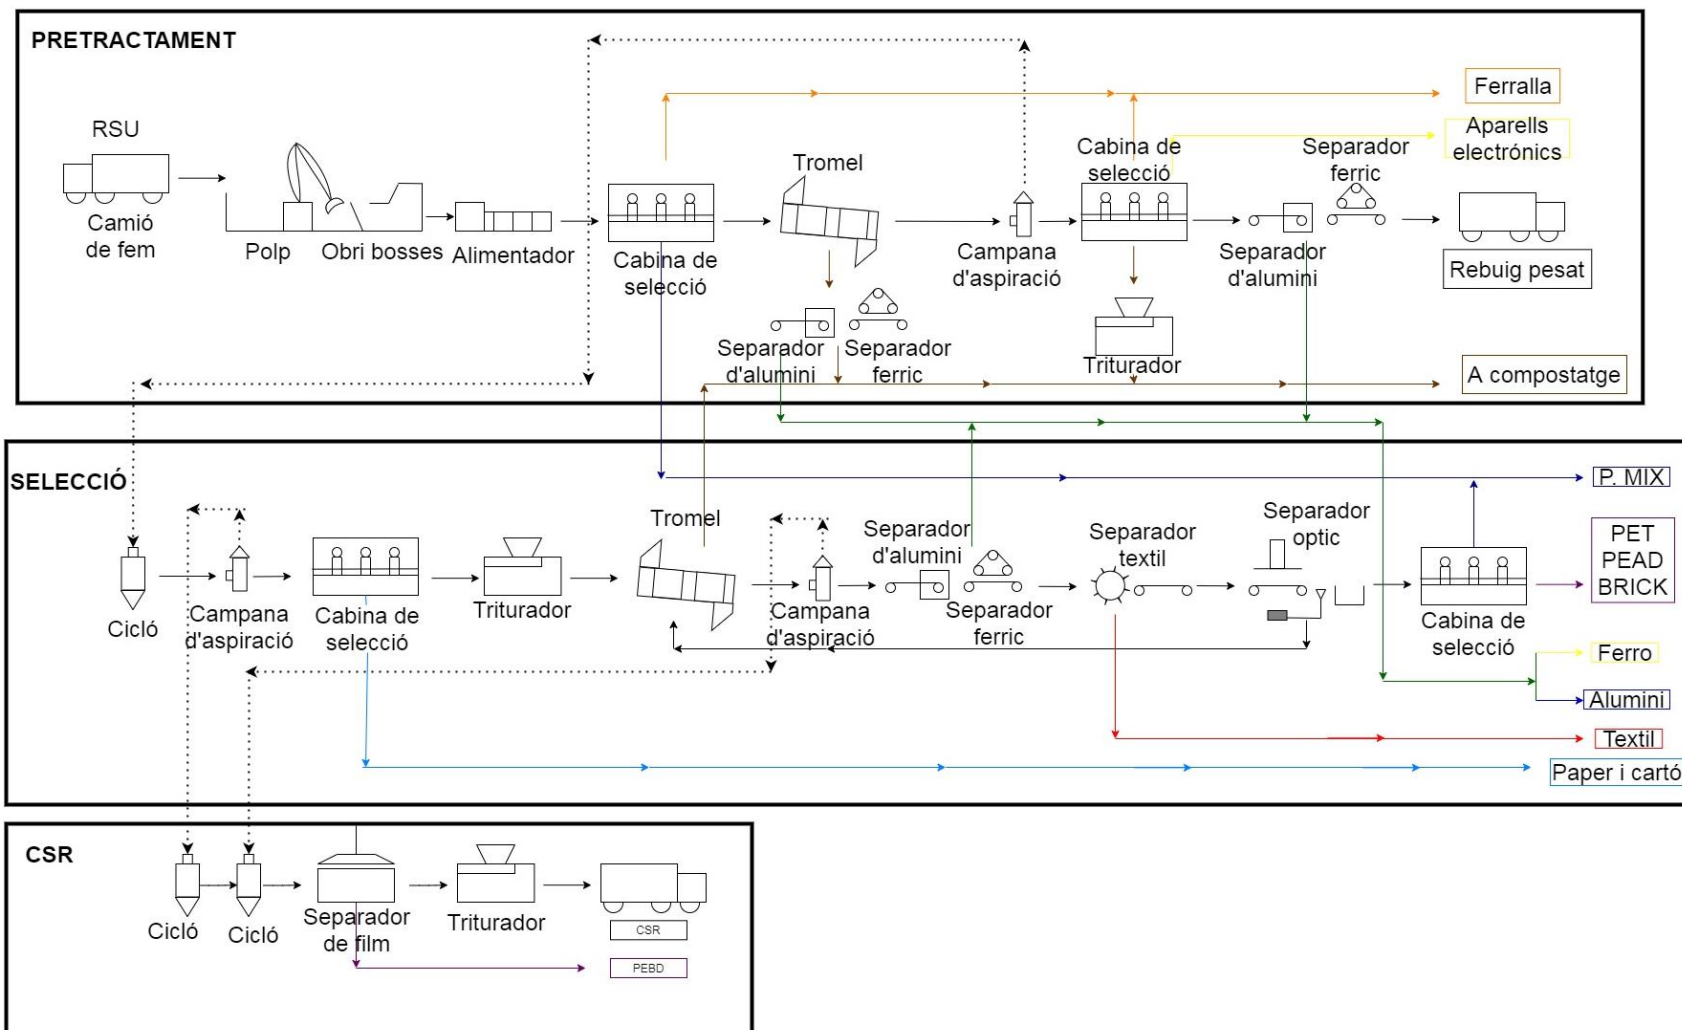 PRETRACTAMENT
RSU
Camió
de fem
Polp
Obri bosses
Alimentador
Cabina de
selecció
Tromel
Separador
d'alumini
Separador
ferric
Campana
d'aspiració
Cabina de
selecció
Triturador
Separador
d'alumini
Separador
ferric
Ferralla
Aparells
electrónics
Rebuig pesat
A compostatge
SELECCIÓ
Cicló
Campana
d'aspiració
Cabina de
selecció
Triturador
Tromel
Campana
d'aspiració
Separador
d'alumini
Separador
ferric
Separador
textil
Separador
optic
Cabina de
selecció
P. MIX
PET
PEAD
BRICK
Ferro
Alumini
Textil
Paper i cartó
CSR
Cicló
Cicló
Separador
de film
Triturador
CSR
PEBD